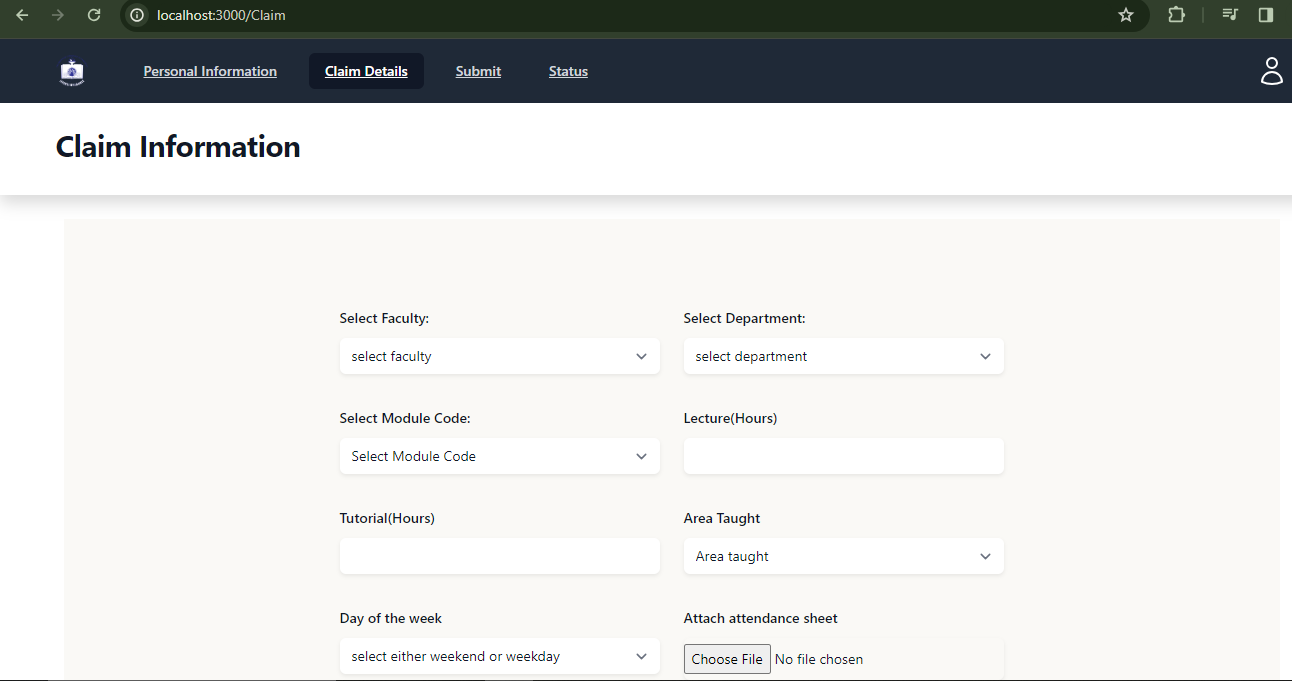 localhost:3000/Claim
Personal Information Claim Details Submit Status
Claim Information
Select Faculty: Select Department:
select faculty select department
Select Module Code: Lecture(Hours)
Select Module Code
Tutorial(Hours) Area Taught
Area taught
Day of the week Attach attendance sheet
select either weekend or weekday Choose File No file chosen